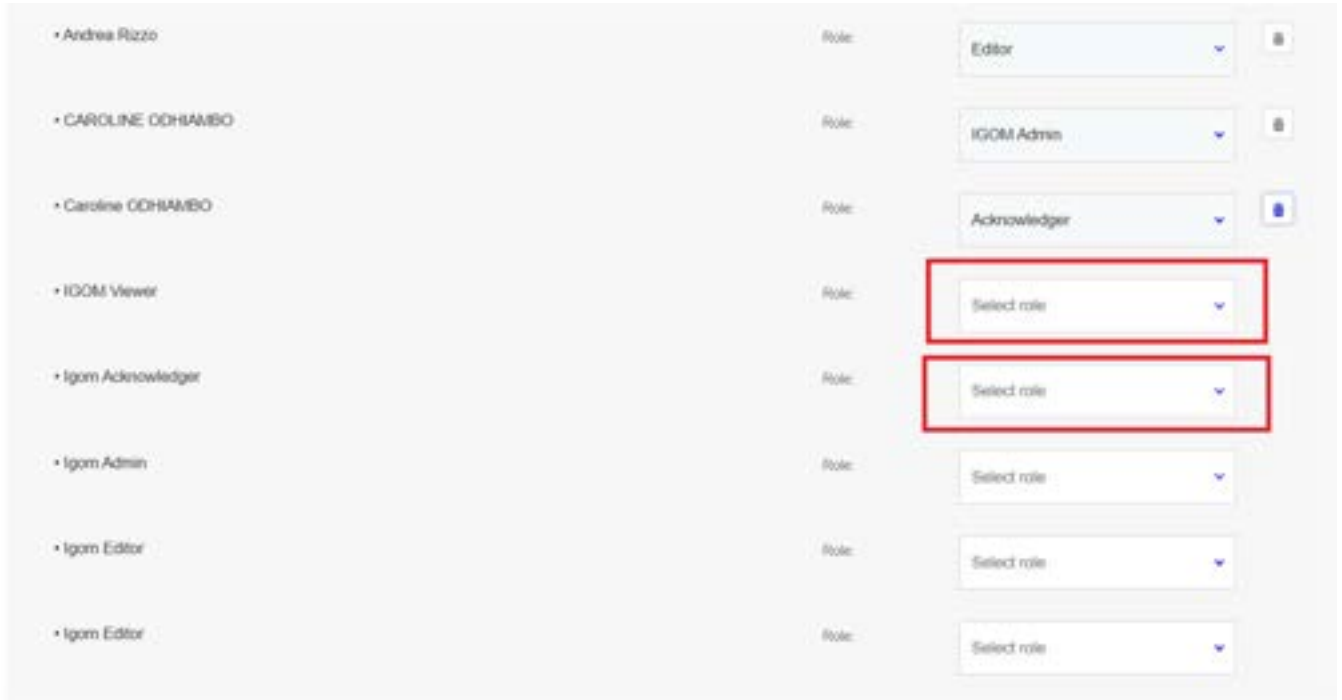 • Andrea Rizzo Role: Editor
• CAROLINE ODHIAMBO Role: IGOM Admin
• Caroline ODHIAMBO Role: Acknowledger
• IGOM Viewer Role: Select role
• Igom Acknowledger Role: Select role
• Igom Admin Role: Select role
• Igom Editor Role: Select role
• Igom Editor Role: Select role